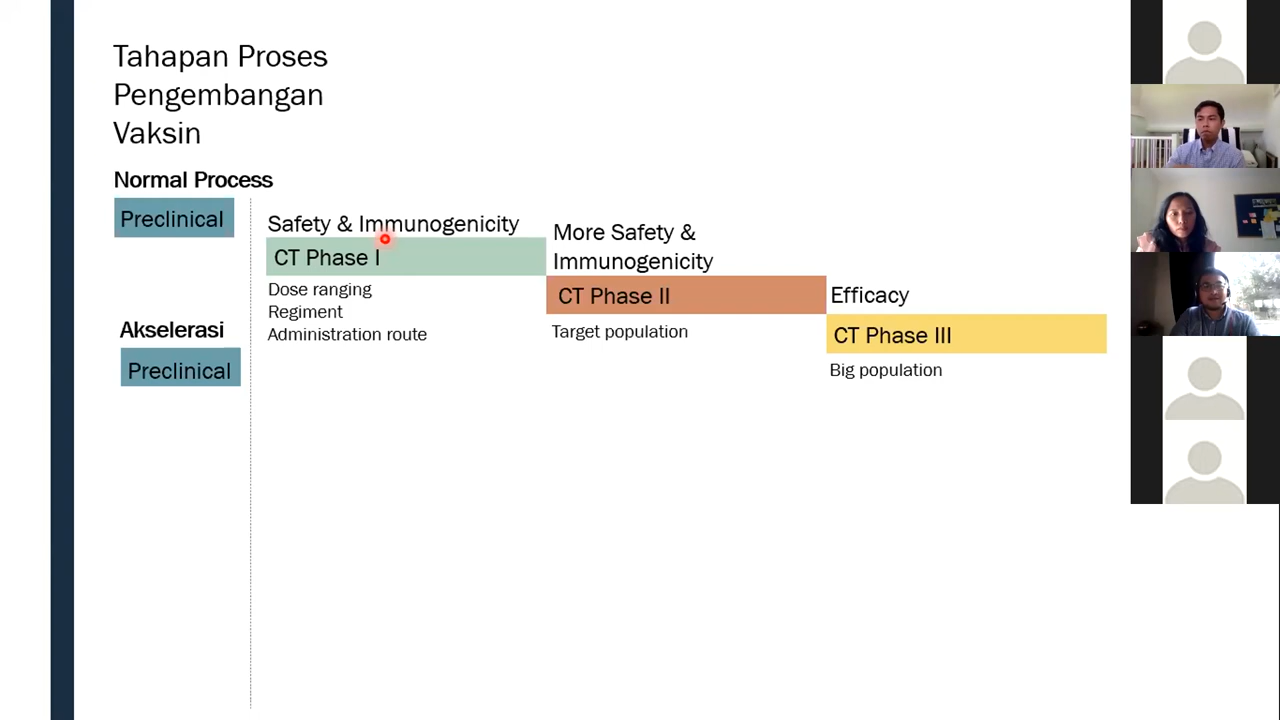 Tahapan Proses
Pengembangan
Vaksin
Normal Process
Preclinical
Safety & Immunogenicity
CT Phase I
Dose ranging
Regiment
Administration route
More Safety &
Immunogenicity
CT Phase II
Target population
Efficacy
CT Phase III
Big population
Akselerasi
Preclinical